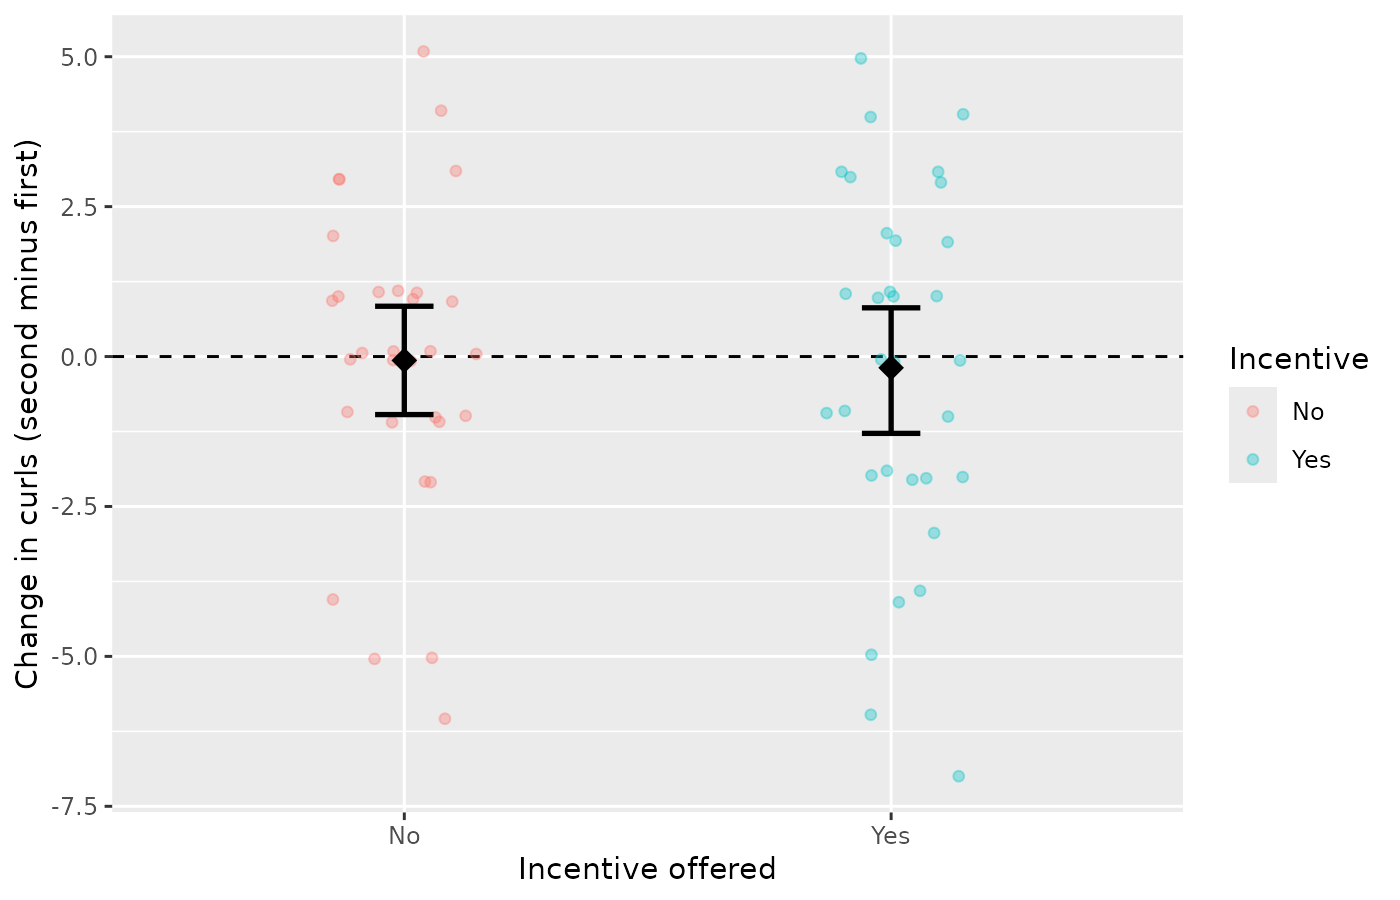 Change in curls (second minus first)
5.0
2.5
0.0
-2.5
-5.0
-7.5
No
Yes
Incentive offered
Incentive
No
Yes